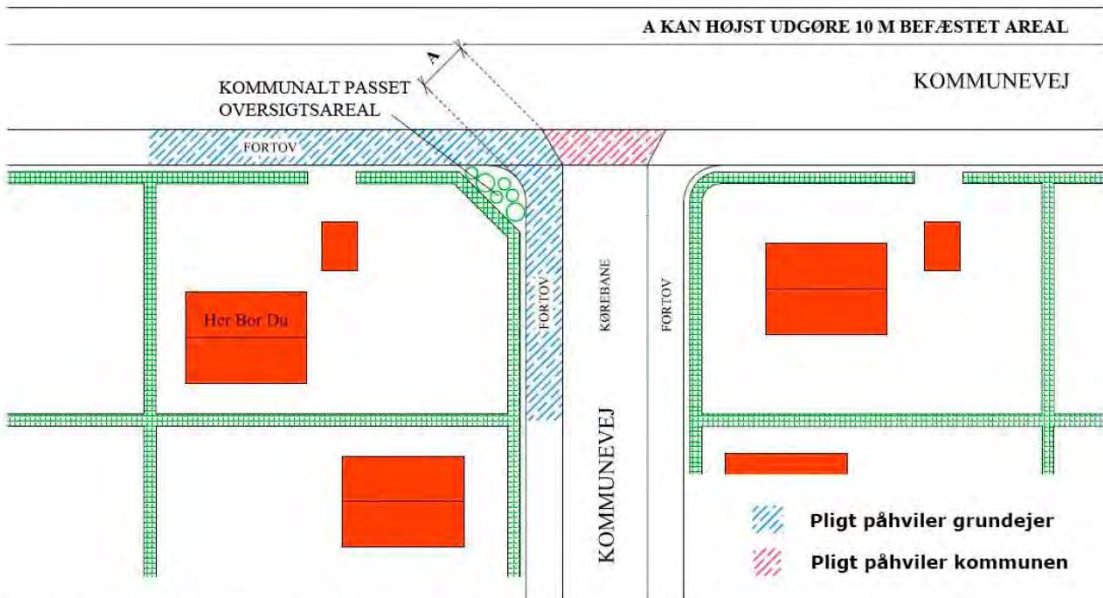 A KAN HØJST UDGØRE 10 M BEFÆSTET AREAL
A
KOMMUNALT PASSET
OVERSIGTSAREAL
KOMMUNEVEJ
FORTOV
Her Bor Du
FORTOV
KØREBANE
FORTOV
KOMMUNEVEJ
Pligt påhviler grundejer
Pligt påhviler kommunen